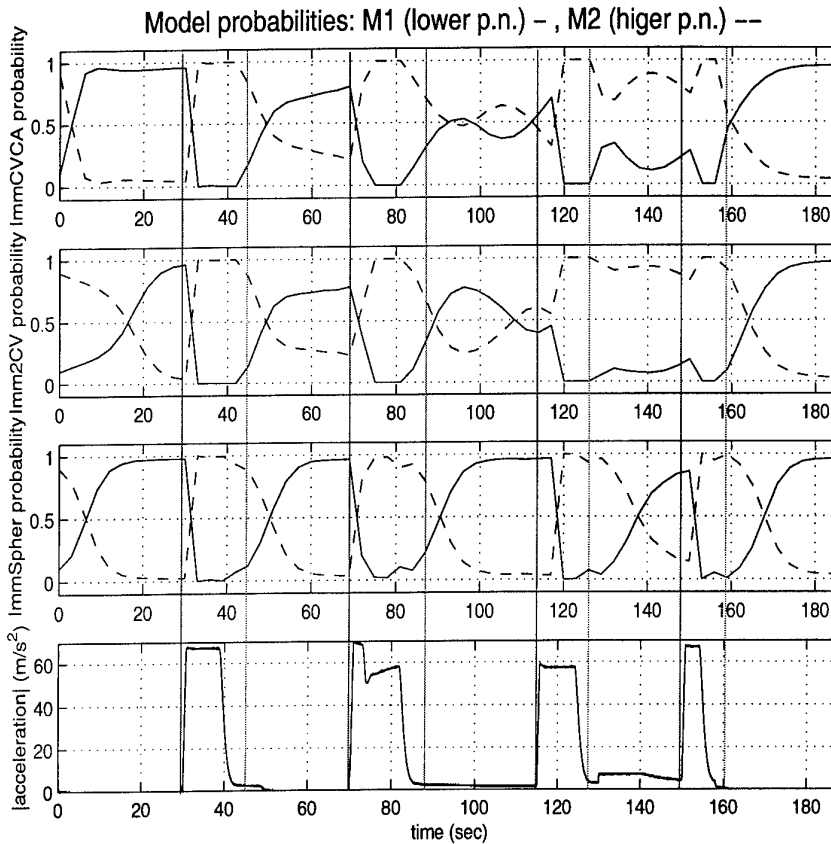 Model probabilities: M1 (lower p.n.) – , M2 (higer p.n.) −−
ImmCVCA probability
1
0.5
0
0 20 40 60 80 100 120 140 160 180
Imm2CV probability
1
0.5
0
0 20 40 60 80 100 120 140 160 180
ImmSpher probability
1
0.5
0
0 20 40 60 80 100 120 140 160 180
|acceleration| (m/s²)
60
40
20
0
0 20 40 60 80 100 120 140 160 180
time (sec)